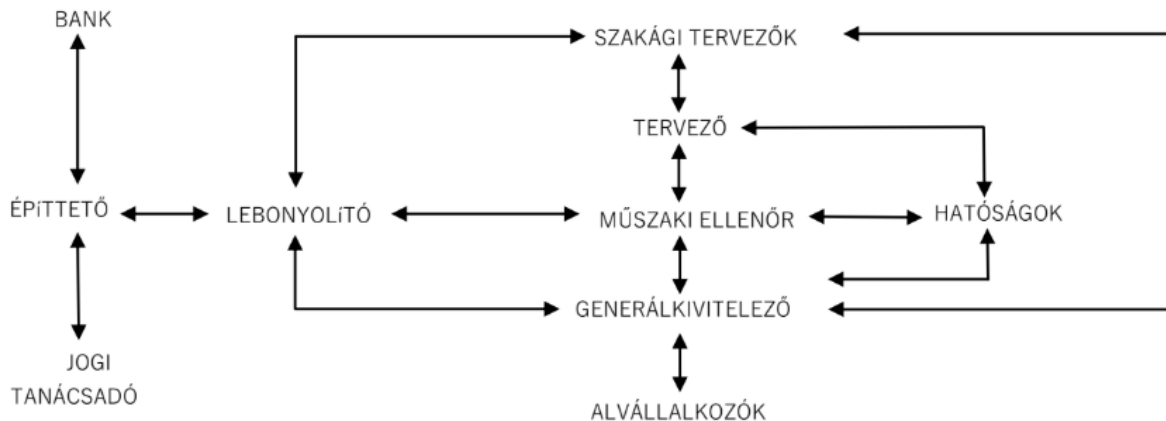 BANK
SZAKÁGI TERVEZŐK
TERVEZŐ
ÉPíTTETŐ
LEBONYOLíTÓ
MŰSZAKI ELLENŐR
HATÓSÁGOK
GENERÁLKIVITELEZŐ
JOGI
TANÁCSADÓ
ALVÁLLALKOZÓK